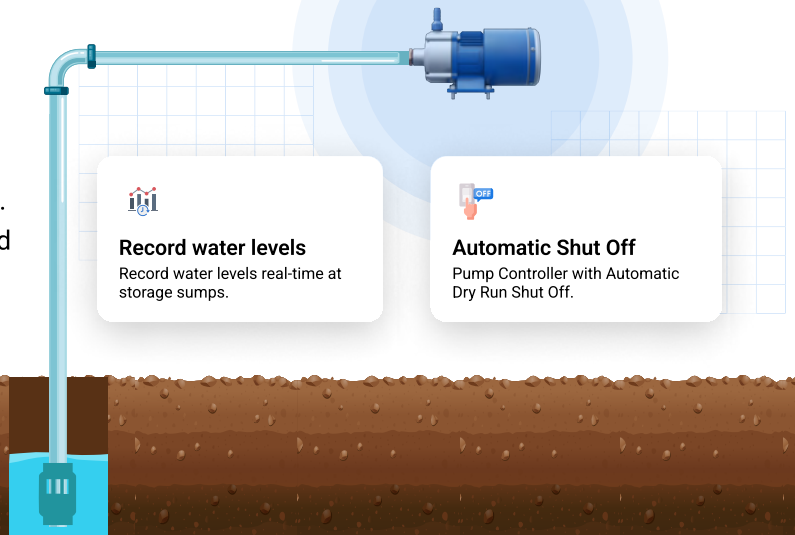 .
d
OFF
Record water levels
Record water levels real-time at
storage sumps.
Automatic Shut Off
Pump Controller with Automatic
Dry Run Shut Off.